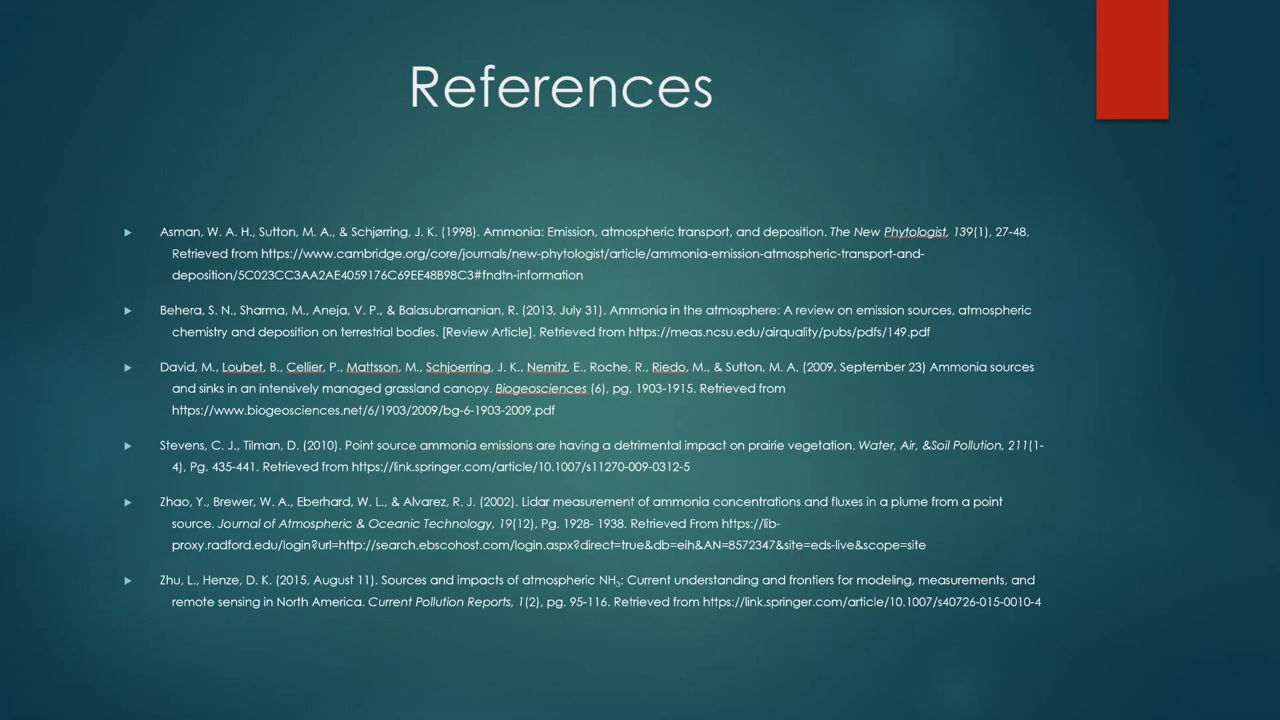 References
Asman, W. A. H., Sutton, M. A., & Schjørring, J. K. (1998). Ammonia: Emission, atmospheric transport, and deposition. The New Phytologist, 139(1), 27-48.
Retrieved from https://www.cambridge.org/core/journals/new-phytologist/article/ammonia-emission-atmospheric-transport-and-
deposition/5C023CC3AA2AE4059176C69EE48B98C3#fndtn-information
Behera, S. N., Sharma, M., Aneja, V. P., & Balasubramanian, R. (2013, July 31). Ammonia in the atmosphere: A review on emission sources, atmospheric
chemistry and deposition on terrestrial bodies. [Review Article]. Retrieved from https://meas.ncsu.edu/airquality/pubs/pdfs/149.pdf
David, M., Loubet, B., Cellier, P., Mattsson, M., Schjoerring, J. K., Nemitz, E., Roche, R., Riedo, M., & Sutton, M. A. (2009, September 23) Ammonia sources
and sinks in an intensively managed grassland canopy. Biogeosciences (6), pg. 1903-1915. Retrieved from
https://www.biogeosciences.net/6/1903/2009/bg-6-1903-2009.pdf
Stevens, C. J., Tilman, D. (2010). Point source ammonia emissions are having a detrimental impact on prairie vegetation. Water, Air, &Soil Pollution, 211(1-
4), Pg. 435-441. Retrieved from https://link.springer.com/article/10.1007/s11270-009-0312-5
Zhao, Y., Brewer, W. A., Eberhard, W. L., & Alvarez, R. J. (2002). Lidar measurement of ammonia concentrations and fluxes in a plume from a point
source. Journal of Atmospheric & Oceanic Technology, 19(12), Pg. 1928- 1938. Retrieved From https://lib-
proxy.radford.edu/login?url=http://search.ebscohost.com/login.aspx?direct=true&db=eih&AN=8572347&site=eds-live&scope=site
Zhu, L., Henze, D. K. (2015, August 11). Sources and impacts of atmospheric NH₃: Current understanding and frontiers for modeling, measurements, and
remote sensing in North America. Current Pollution Reports, 1(2), pg. 95-116. Retrieved from https://link.springer.com/article/10.1007/s40726-015-0010-4